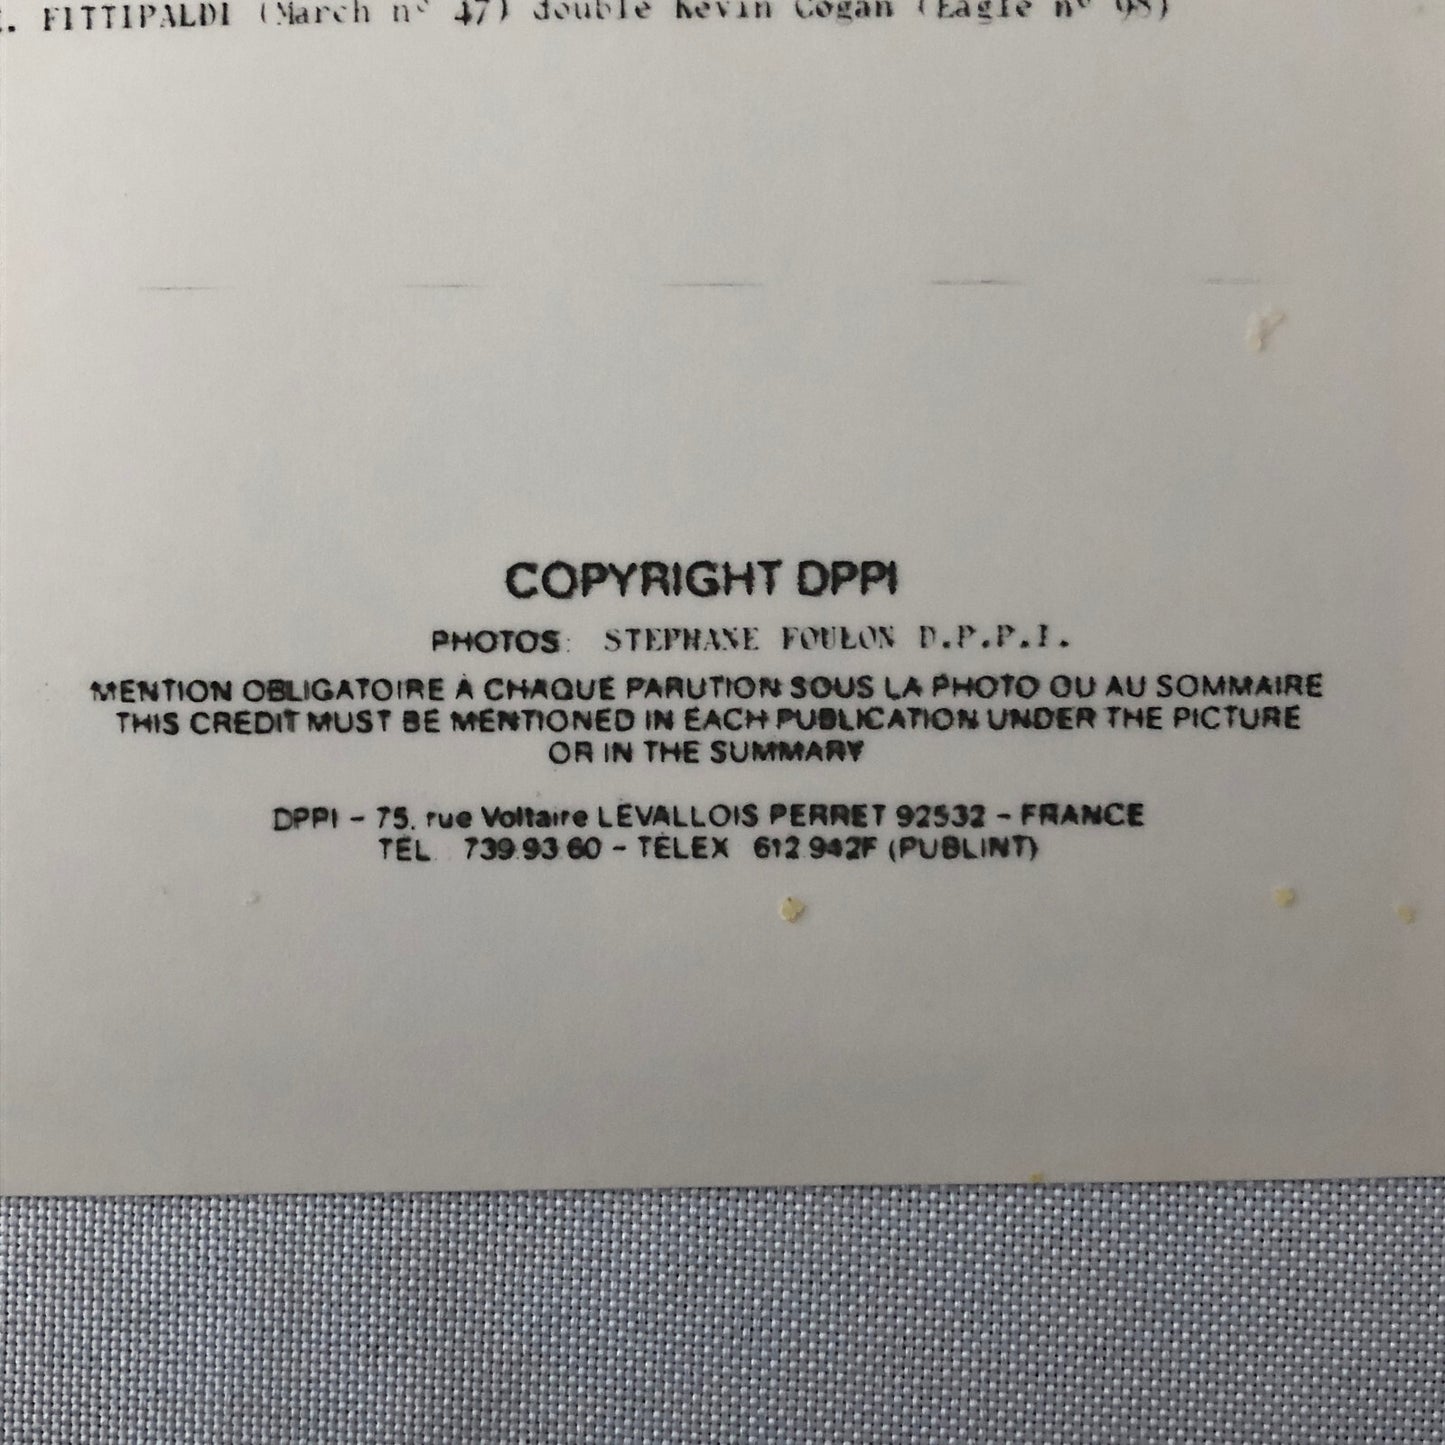 . FITTIPALDI (March n° 47) double Kevin Cogan (Eagle n° 98)
COPYRIGHT DPPI
PHOTOS: STEPHANE FOULON D.P.P.I.
MENTION OBLIGATOIRE À CHAQUE PARUTION SOUS LA PHOTO OU AU SOMMAIRE
THIS CREDIT MUST BE MENTIONED IN EACH PUBLICATION UNDER THE PICTURE
OR IN THE SUMMARY
DPPI - 75, rue Voltaire LEVALLOIS PERRET 92532 - FRANCE
TÉL. 739.93.60 - TÉLEX 612.942F (PUBLINT)